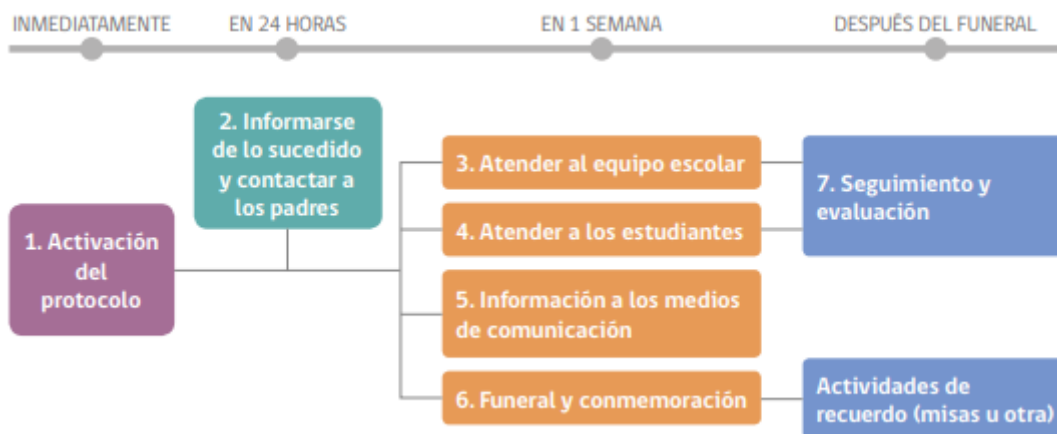 INMEDIATAMENTE
EN 24 HORAS
EN 1 SEMANA
DESPUÉS DEL FUNERAL
1. Activación
del
protocolo
2. Informarse
de lo sucedido
y contactar a
los padres
3. Atender al equipo escolar
4. Atender a los estudiantes
5. Información a los medios
de comunicación
6. Funeral y conmemoración
7. Seguimiento y
evaluación
Actividades de
recuerdo (misas u otra)